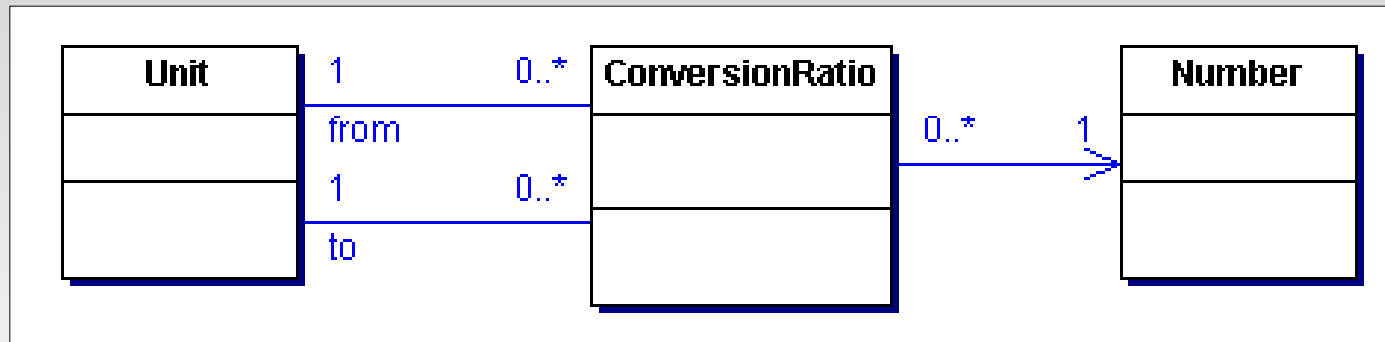 Unit 1 0..* ConversionRatio Number
from 0..* 1
1 0..*
to